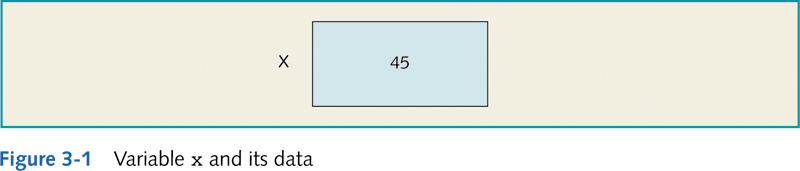 x 45
Figure 3-1 Variable x and its data